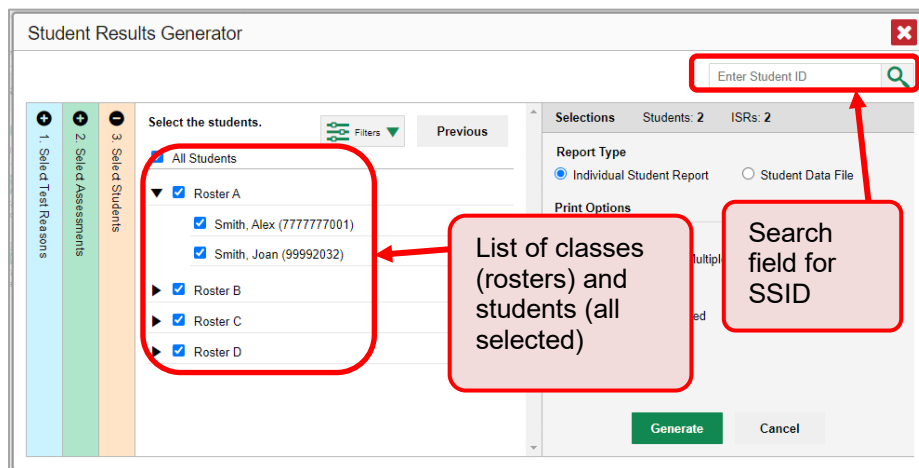 Student Results Generator
Enter Student ID
1. Select Test Reasons
2. Select Assessments
3. Select Students
Select the students.
Filters
Previous
All Students
Roster A
Smith, Alex (7777777001)
Smith, Joan (99992032)
Roster B
Roster C
Roster D
Selections Students: 2 ISRs: 2
Report Type
Individual Student Report Student Data File
Print Options
List of classes
(rosters) and
students (all
selected)
Search
field for
SSID
Generate Cancel